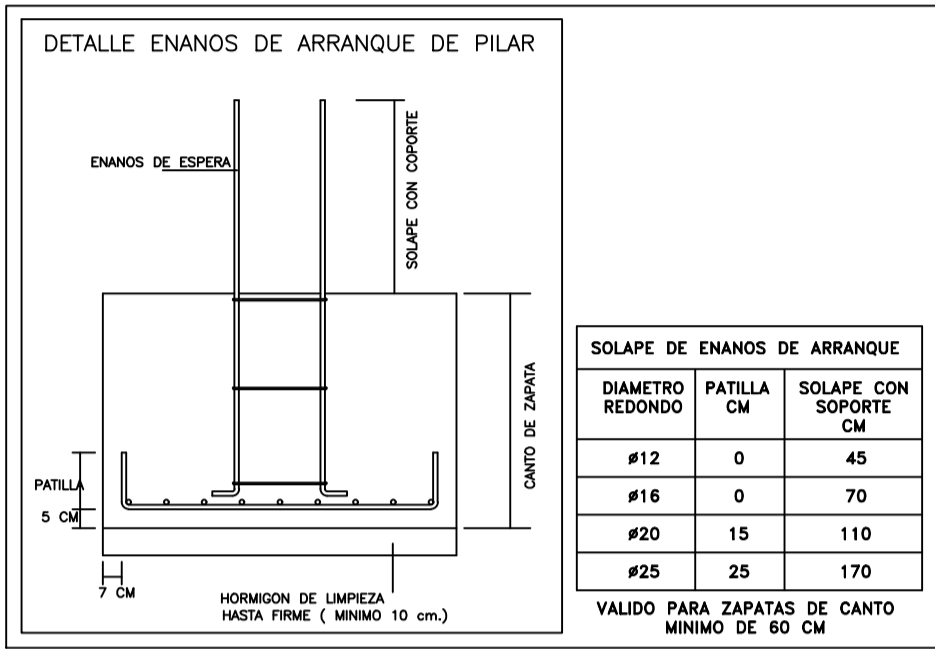 DETALLE ENANOS DE ARRANQUE DE PILAR
ENANOS DE ESPERA
SOLAPE CON COPORTE
CANTO DE ZAPATA
PATILLA
5 CM
7 CM
HORMIGON DE LIMPIEZA
HASTA FIRME ( MINIMO 10 cm.)
SOLAPE DE ENANOS DE ARRANQUE
DIAMETRO REDONDO PATILLA CM SOLAPE CON SOPORTE CM
ø12 0 45
ø16 0 70
ø20 15 110
ø25 25 170
VALIDO PARA ZAPATAS DE CANTO
MINIMO DE 60 CM